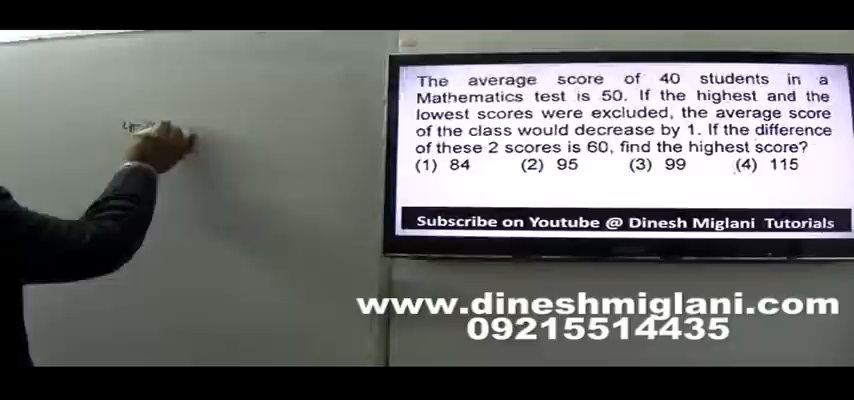 The average score of 40 students in a
Mathematics test is 50. If the highest and the
lowest scores were excluded, the average score
of the class would decrease by 1. If the difference
of these 2 scores is 60, find the highest score?
(1) 84 (2) 95 (3) 99 (4) 115
Subscribe on Youtube @ Dinesh Miglani Tutorials
www.dineshmiglani.com
09215514435